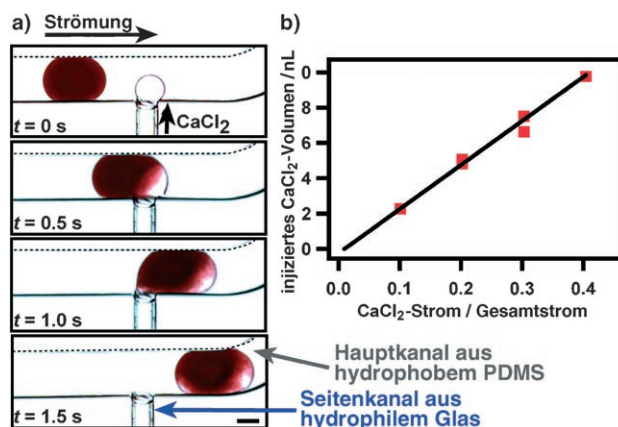 a)
Strömung
CaCl₂
t = 0 s
t = 0.5 s
t = 1.0 s
t = 1.5 s
Hauptkanal aus
hydrophobem PDMS
Seitenkanal aus
hydrophilem Glas
b)
injiziertes CaCl₂-Volumen /nL
0
8
6
4
2
0
0.0 0.1 0.2 0.3 0.4
CaCl₂-Strom / Gesamtstrom